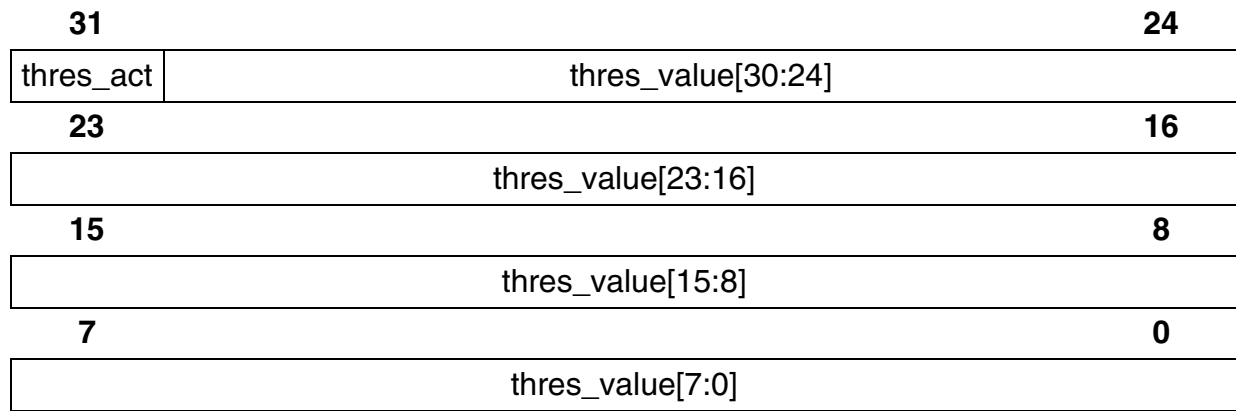 31 24
thres_act thres_value[30:24]
23 16
thres_value[23:16]
15 8
thres_value[15:8]
7 0
thres_value[7:0]